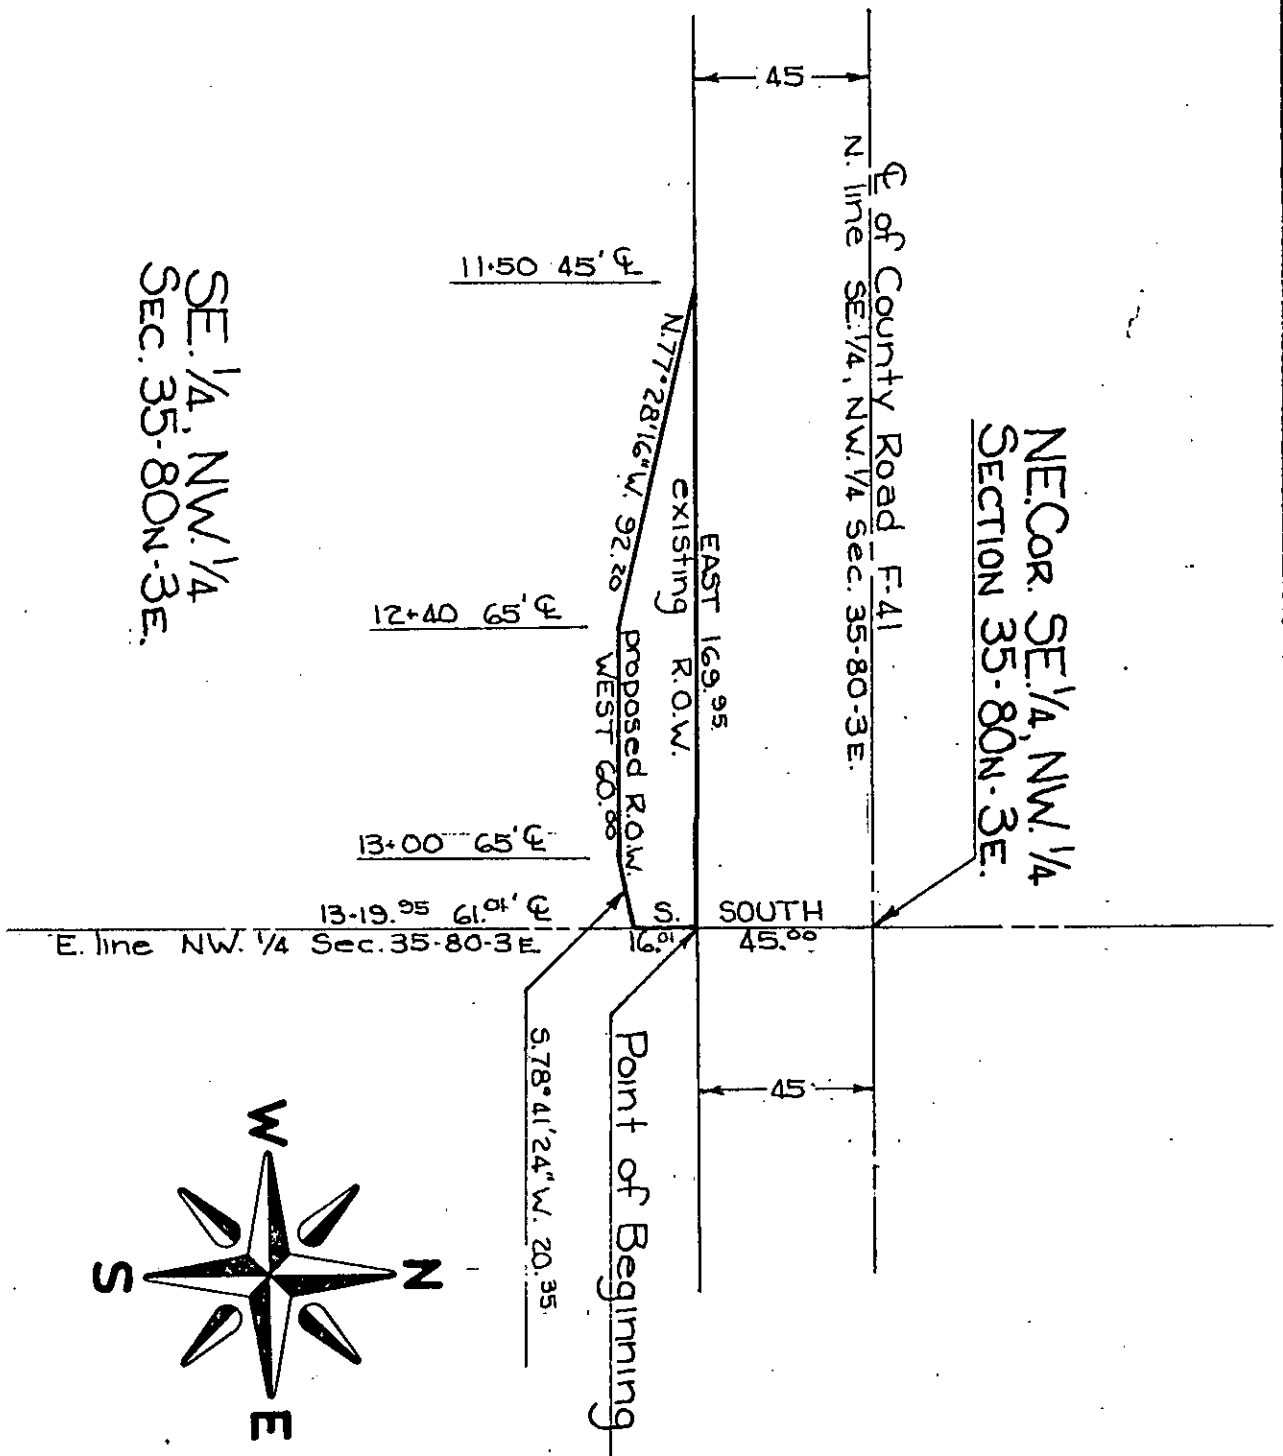 45
℄ of County Road F-41
N. line SE.1/4, NW.1/4 Sec. 35-80-3E.
NE.COR. SE.1/4, NW. 1/4
SECTION 35-80N-3E.
11+50 45' ℄
N.77°28'16"W. 92.20
EAST 169.95
existing R.O.W.
12+40 65' ℄
proposed R.O.W.
WEST 60.00
SE. 1/4, NW. 1/4
SEC. 35-80N-3E.
13+00 65' ℄
13+19.95 61.01' ℄
S. SOUTH
E. line NW. 1/4 Sec. 35-80-3E
16.01 45.00
Point of Beginning
S.78°41'24"W. 20.35
45
W
N
S
E